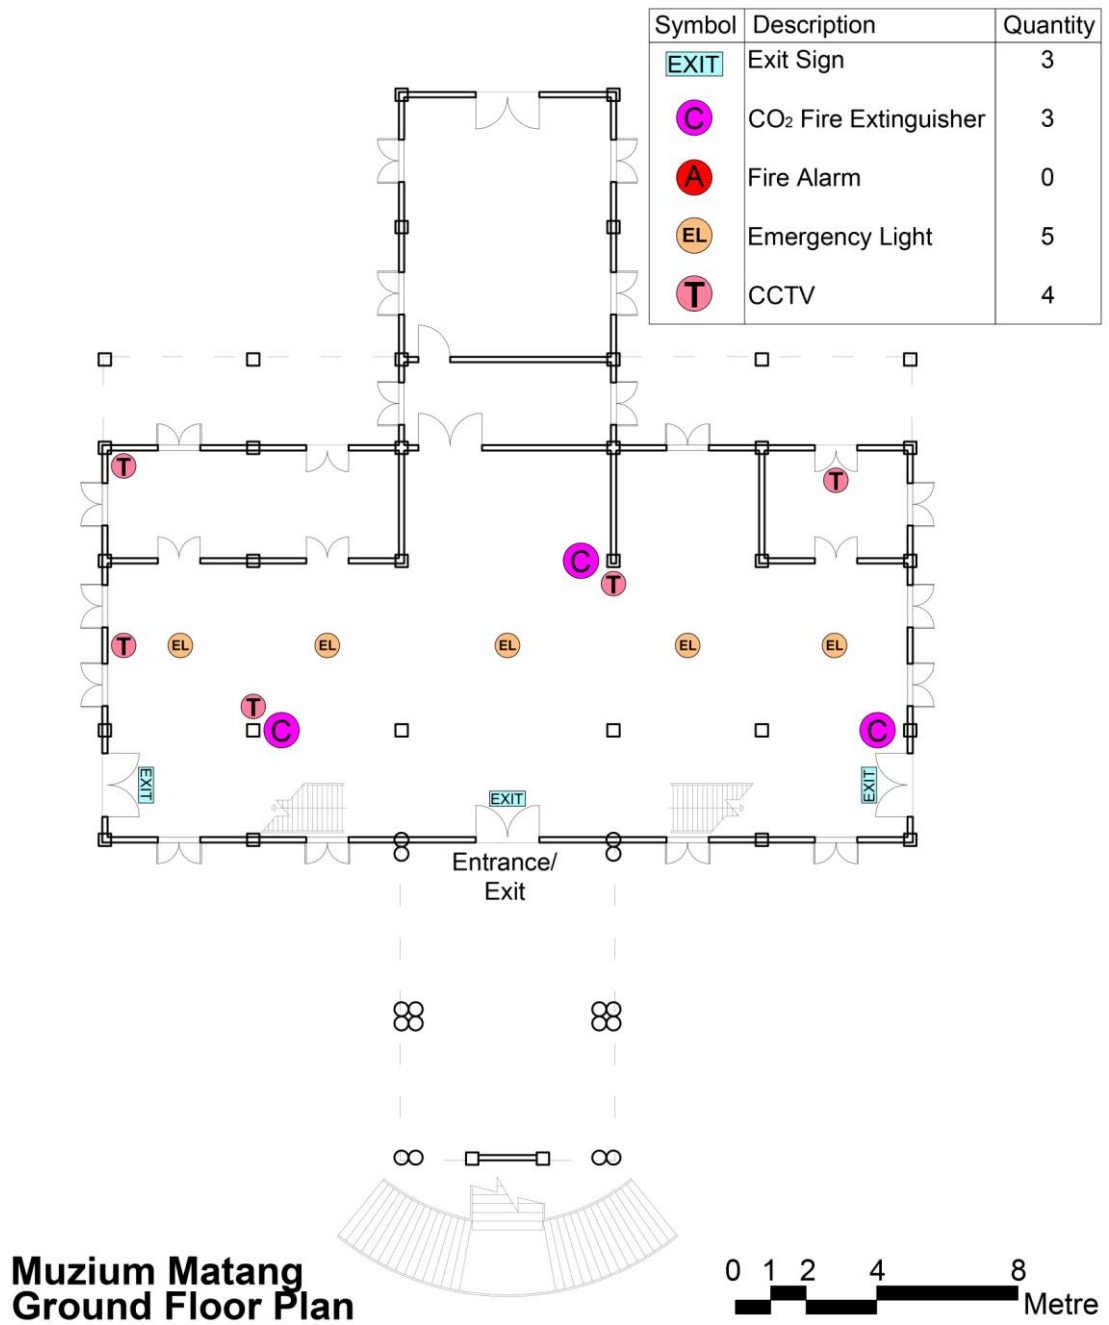 Symbol Description Quantity
EXIT Exit Sign 3
C CO₂ Fire Extinguisher 3
A Fire Alarm 0
EL Emergency Light 5
T CCTV 4
T
T
C
T
T EL EL EL EL EL
T
C C
EXIT
EXIT
EXIT
Entrance/
Exit
Muzium Matang
Ground Floor Plan
0 1 2 4 8
Metre